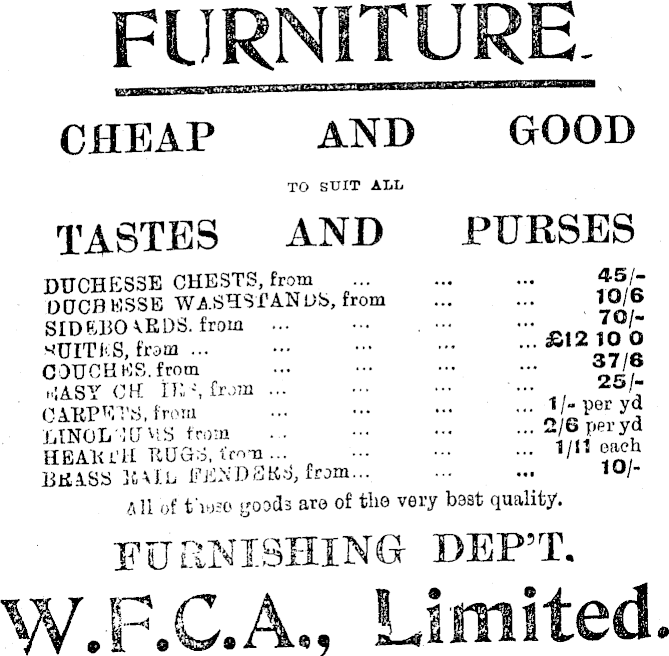 FURNITURE.
CHEAP AND GOOD
TO SUIT ALL
TASTES AND PURSES
DUCHESSE CHESTS, from ... ... ... 45/-
DUCHESSE WASHSTANDS, from ... ... 10/6
SIDEBOARDS. from ... ... ... ... 70/-
SUITES, from ... ... ... ... £12 10 0
COUCHES. from ... ... ... ... 37/6
EASY CHAIRS, from ... ... ... ... 25/-
CARPETS, from ... ... ... ... 1/- per yd
LINOLEUMS from ... ... ... ... 2/6 per yd
HEARTH RUGS, from ... ... ... ... 1/11 each
BRASS RAIL FENDERS, from... ... ... 10/-
All of these goods are of the very best quality.
FURNISHING DEP'T.
W.F.C.A., Limited.